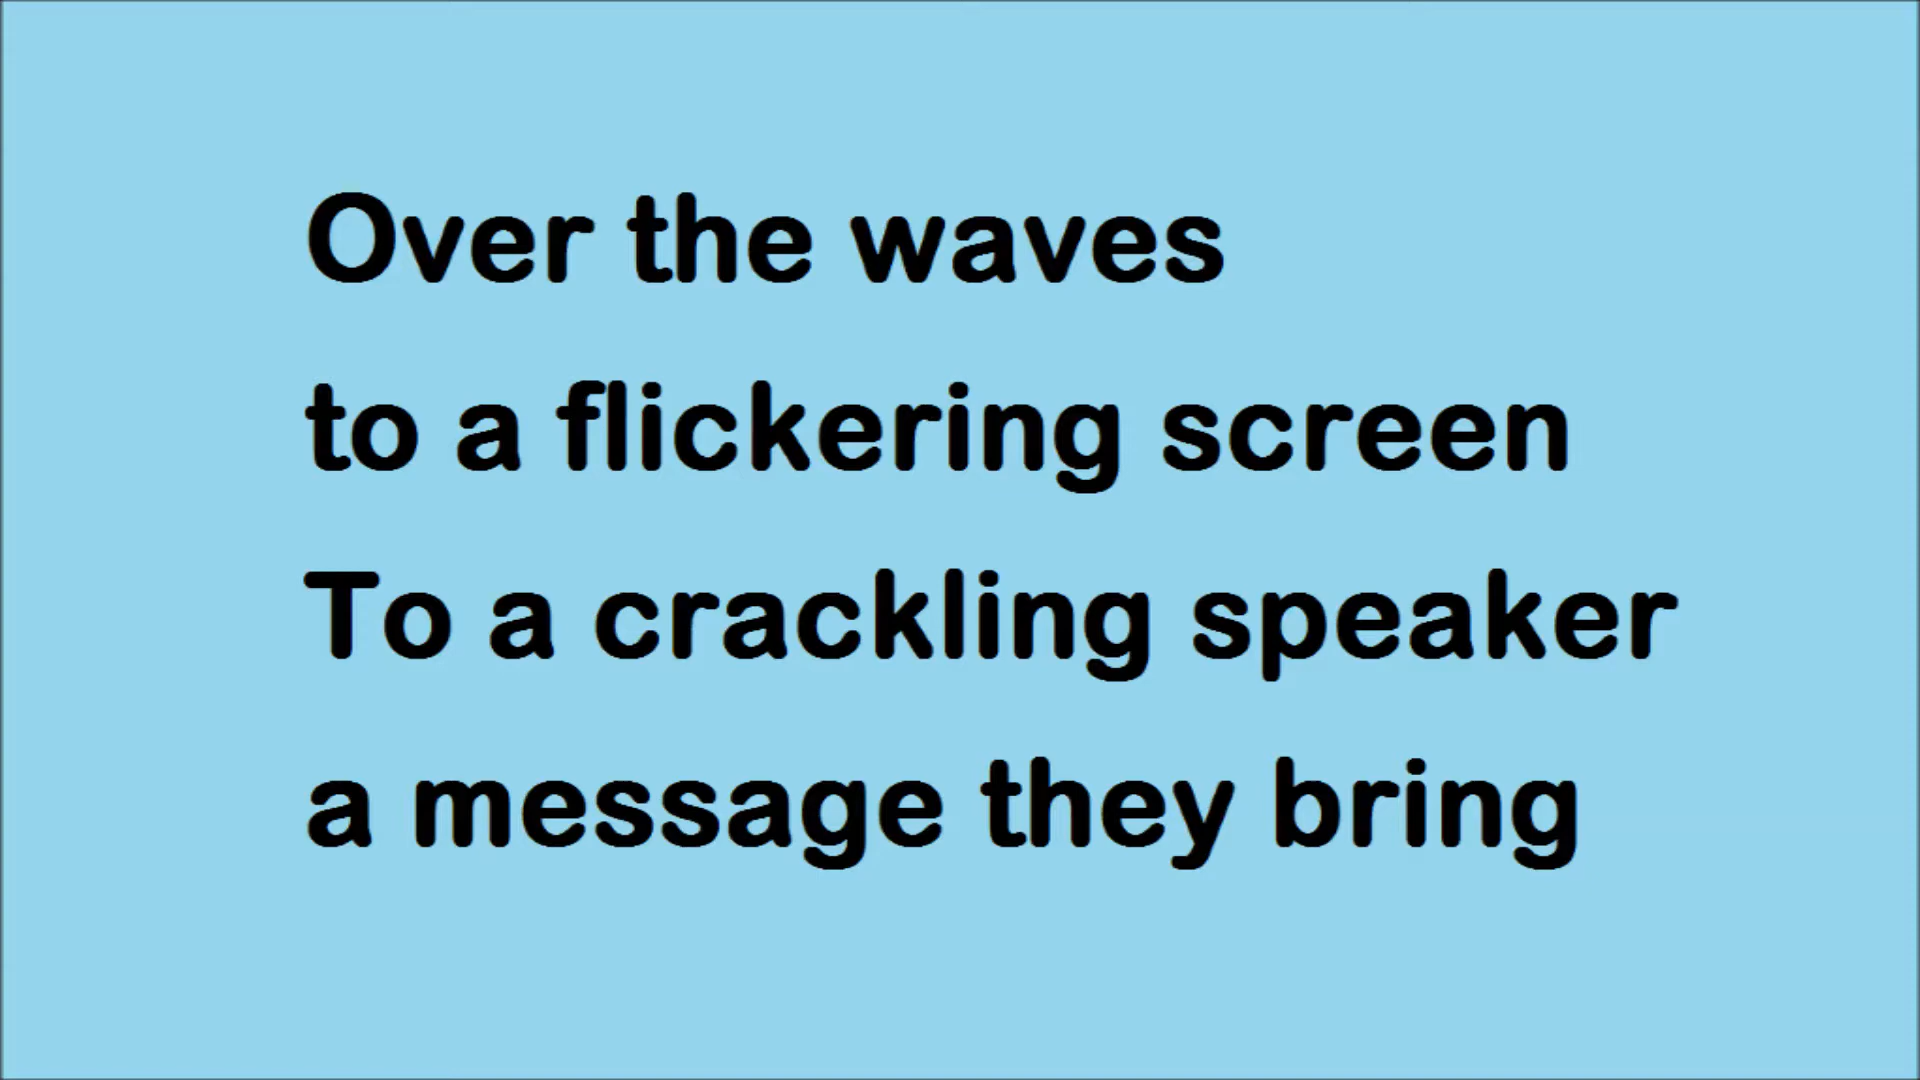 Over the waves
to a flickering screen
To a crackling speaker
a message they bring